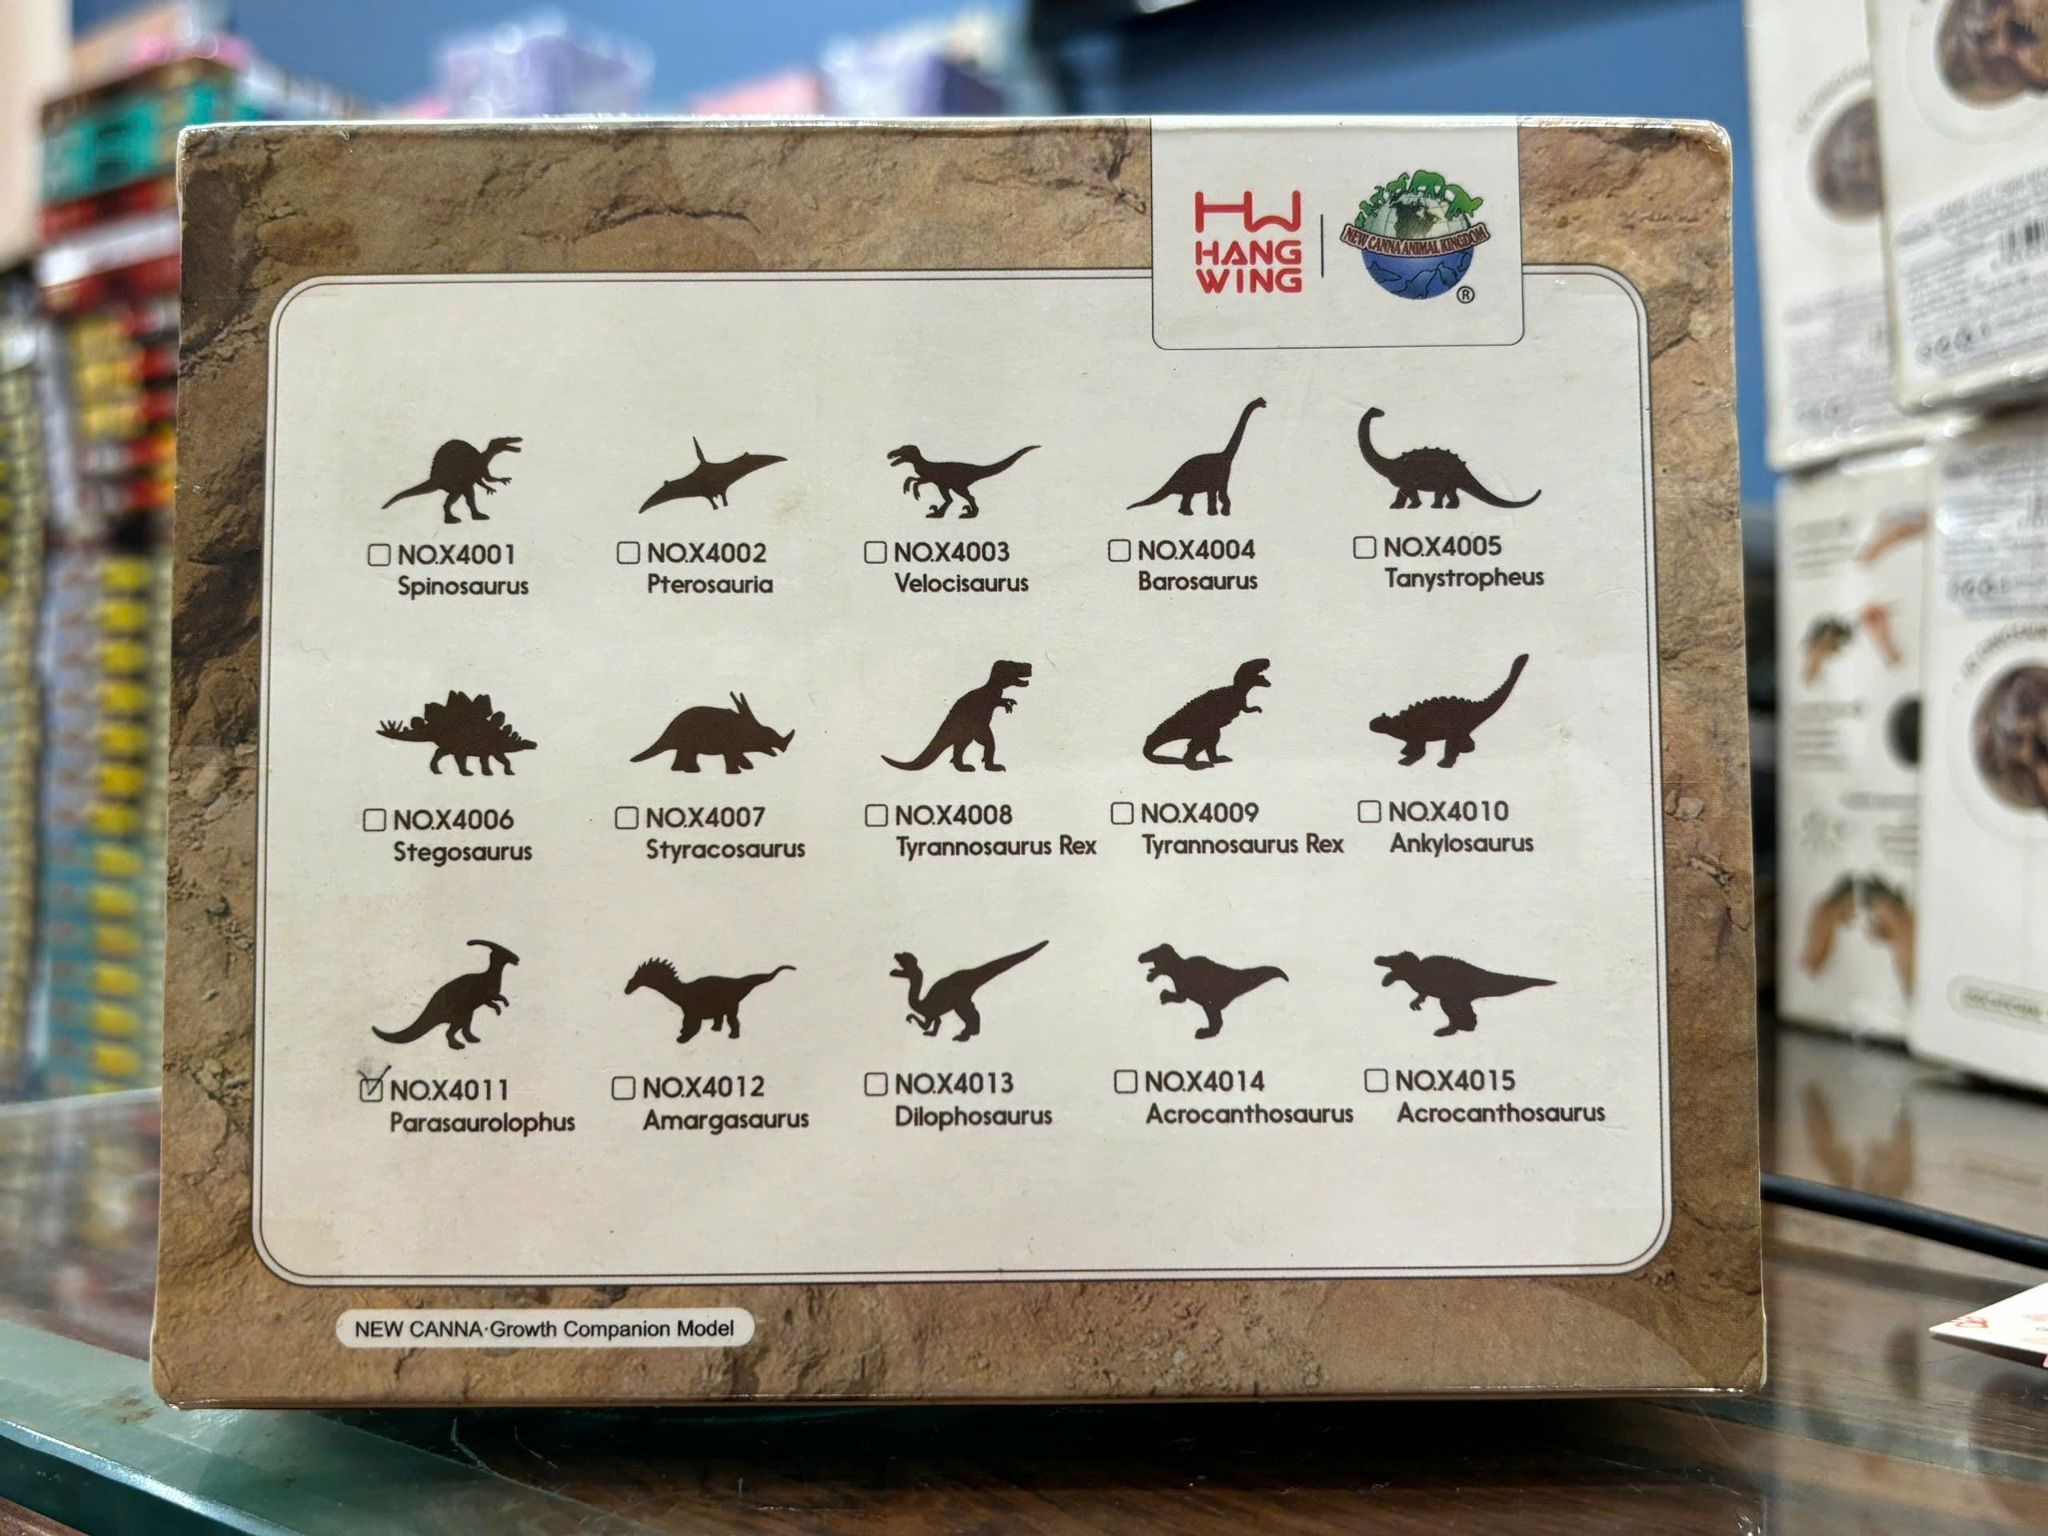 HW
HANG
WING
NEW CANNA ANIMAL KINGDOM
®
NO.X4001
Spinosaurus
NO.X4002
Pterosauria
NO.X4003
Velocisaurus
NO.X4004
Barosaurus
NO.X4005
Tanystropheus
NO.X4006
Stegosaurus
NO.X4007
Styracosaurus
NO.X4008
Tyrannosaurus Rex
NO.X4009
Tyrannosaurus Rex
NO.X4010
Ankylosaurus
NO.X4011
Parasaurolophus
NO.X4012
Amargasaurus
NO.X4013
Dilophosaurus
NO.X4014
Acrocanthosaurus
NO.X4015
Acrocanthosaurus
NEW CANNA·Growth Companion Model